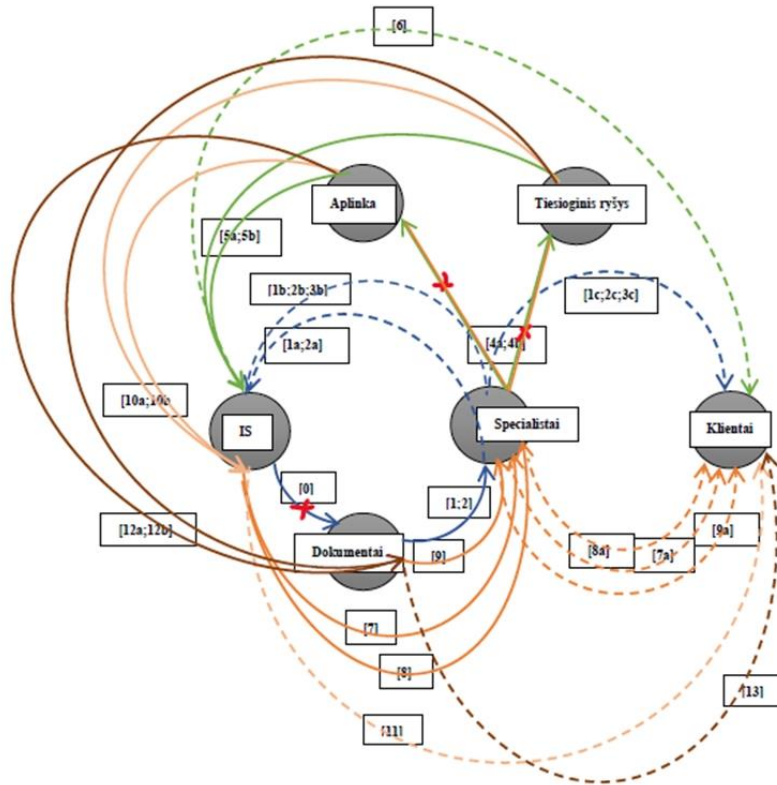 [6]
Aplinka
Tiesioginis ryšys
[5a;5b]
[1b;2b;3b]
[1c;2c;3c]
[1a;2a]
[4a;4b]
[10a;10b
IS
Specialistai
Klientai
[0]
[1;2]
[12a;12b]
Dokumentai
[9]
[8a]
[7a]
[9a]
[7]
[8]
[13]
[11]